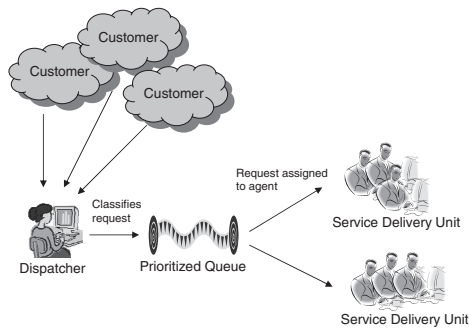 Customer
Customer
Customer
Classifies
request
Request assigned
to agent
Dispatcher
Prioritized Queue
Service Delivery Unit
Service Delivery Unit